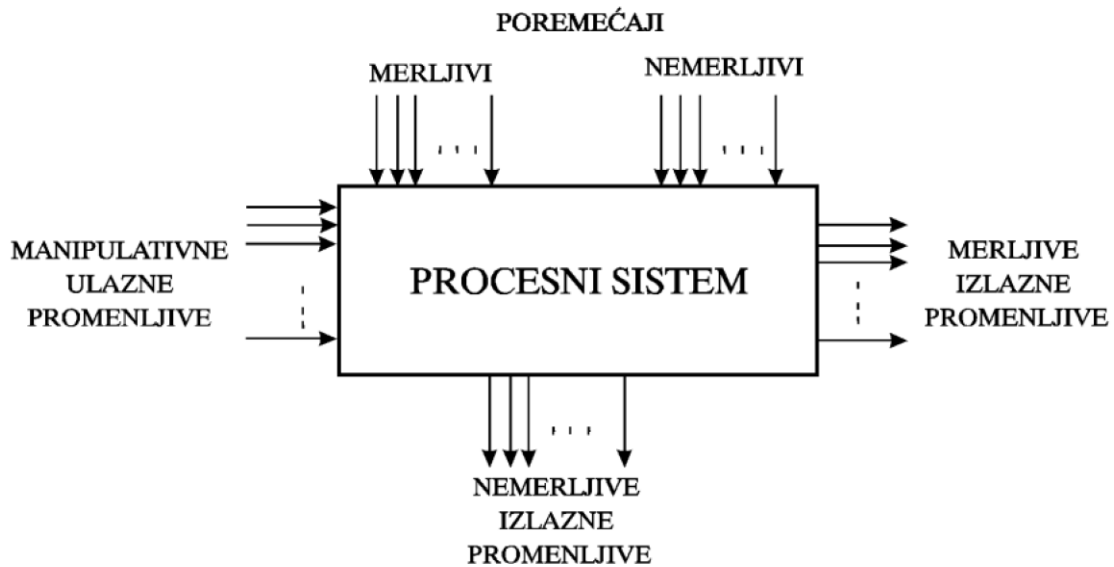 POREMEĆAJI
MERLJIVI
NEMERLJIVI
MANIPULATIVNE
ULAZNE
PROMENLJIVE
PROCESNI SISTEM
MERLJIVE
IZLAZNE
PROMENLJIVE
NEMERLJIVE
IZLAZNE
PROMENLJIVE